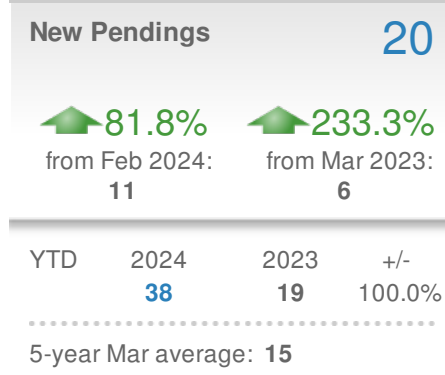 New Pendings 20
81.8% 233.3%
from Feb 2024: from Mar 2023:
11 6
YTD 2024 2023 +/-
38 19 100.0%
5-year Mar average: 15